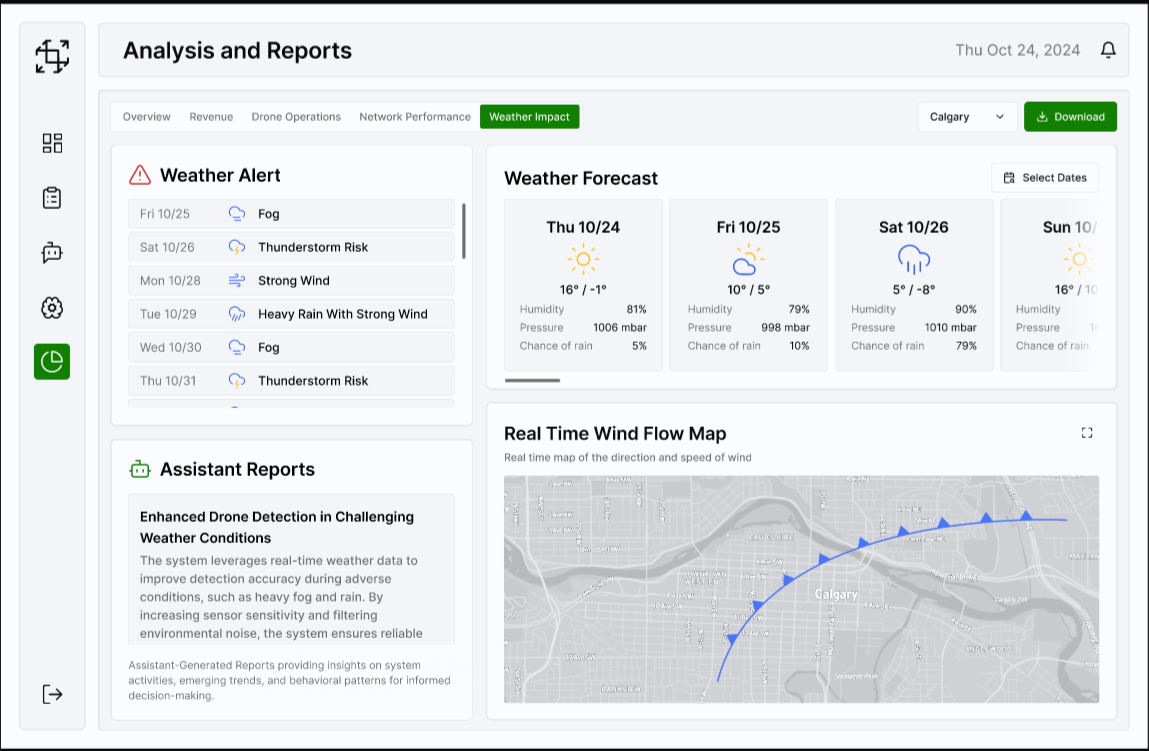 Analysis and Reports
Thu Oct 24, 2024
Overview
Revenue
Drone Operations
Network Performance
Weather Impact
Calgary
Download
Weather Alert
Fri 10/25 Fog
Sat 10/26 Thunderstorm Risk
Mon 10/28 Strong Wind
Tue 10/29 Heavy Rain With Strong Wind
Wed 10/30 Fog
Thu 10/31 Thunderstorm Risk
Assistant Reports
Enhanced Drone Detection in Challenging
Weather Conditions
The system leverages real-time weather data to
improve detection accuracy during adverse
conditions, such as heavy fog and rain. By
increasing sensor sensitivity and filtering
environmental noise, the system ensures reliable
Assistant-Generated Reports providing insights on system
activities, emerging trends, and behavioral patterns for informed
decision-making.
Weather Forecast
Select Dates
Thu 10/24
16° / -1°
Humidity 81%
Pressure 1006 mbar
Chance of rain 5%
Fri 10/25
10° / 5°
Humidity 79%
Pressure 998 mbar
Chance of rain 10%
Sat 10/26
5° / -8°
Humidity 90%
Pressure 1010 mbar
Chance of rain 79%
Sun 10/
16° / 10
Humidity
Pressure
Chance of rain
Real Time Wind Flow Map
Real time map of the direction and speed of wind
EAU CLAIRE
DOWNTOWN
WEST END
Calgary
Calgary Zoo
INGLEWOOD
Stampede Park
BANKVIEW